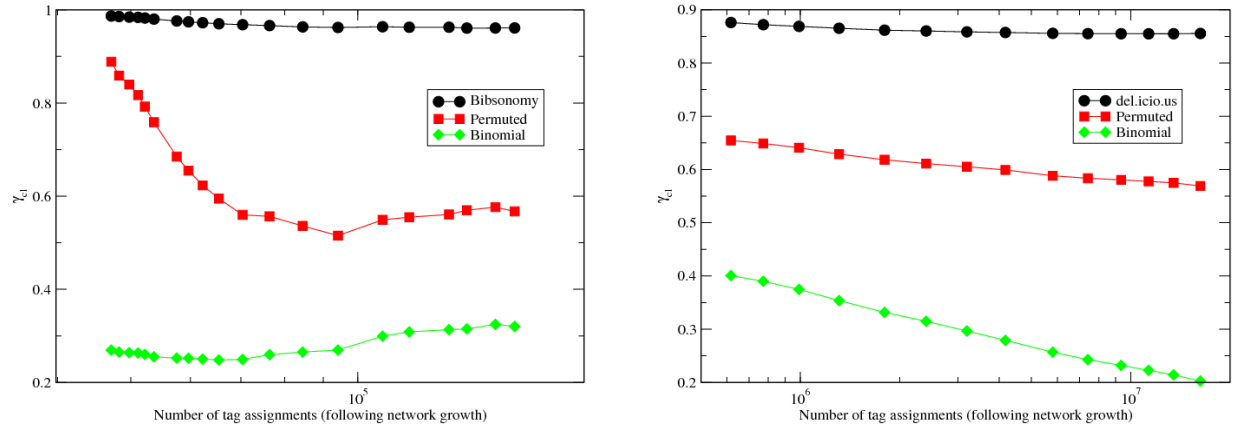 1
0.8
0.6
0.4
0.2
γcl
Bibsonomy
Permuted
Binomial
10^5
Number of tag assignments (following network growth)
0.9
0.8
0.7
0.6
0.5
0.4
0.3
0.2
γcl
del.icio.us
Permuted
Binomial
10^6
10^7
Number of tag assignments (following network growth)